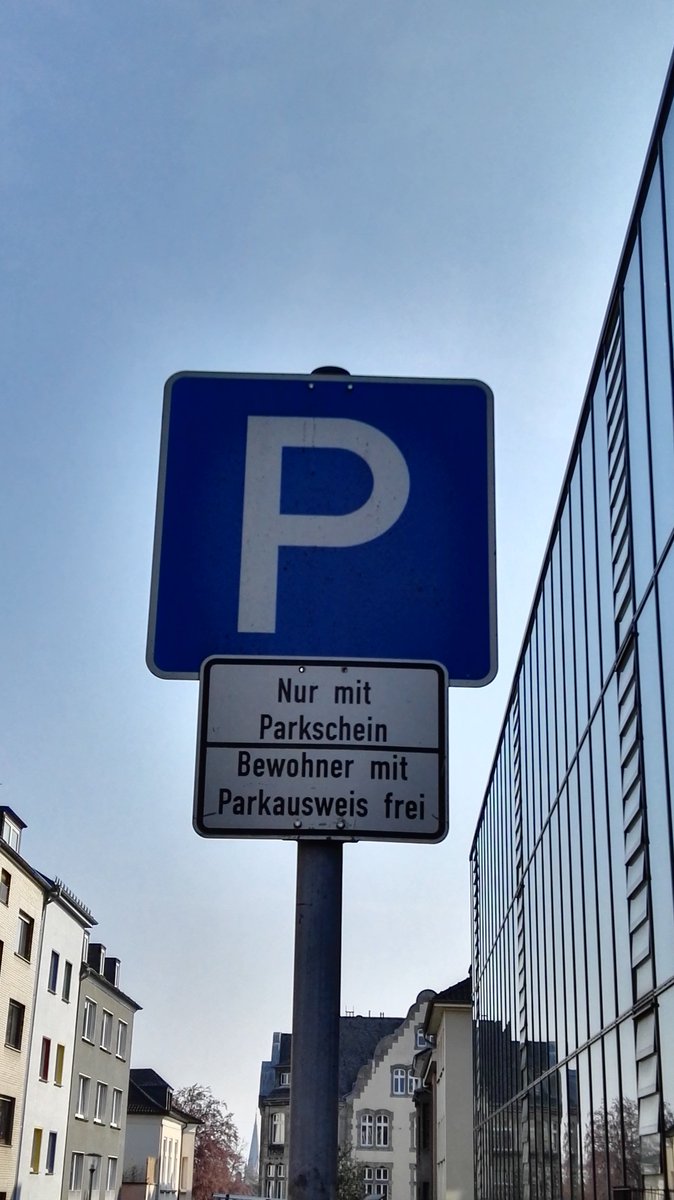 P
Nur mit
Parkschein
Bewohner mit
Parkausweis frei